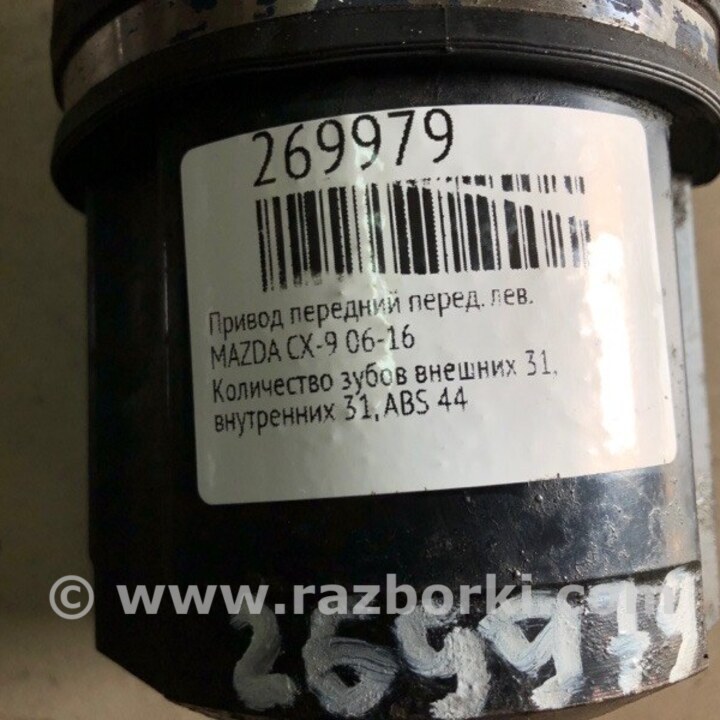 269979
Привод передний перед. лев.
MAZDA CX-9 06-16
Количество зубов внешних 31,
внутренних 31, ABS 44
© www.razborki.com
269979